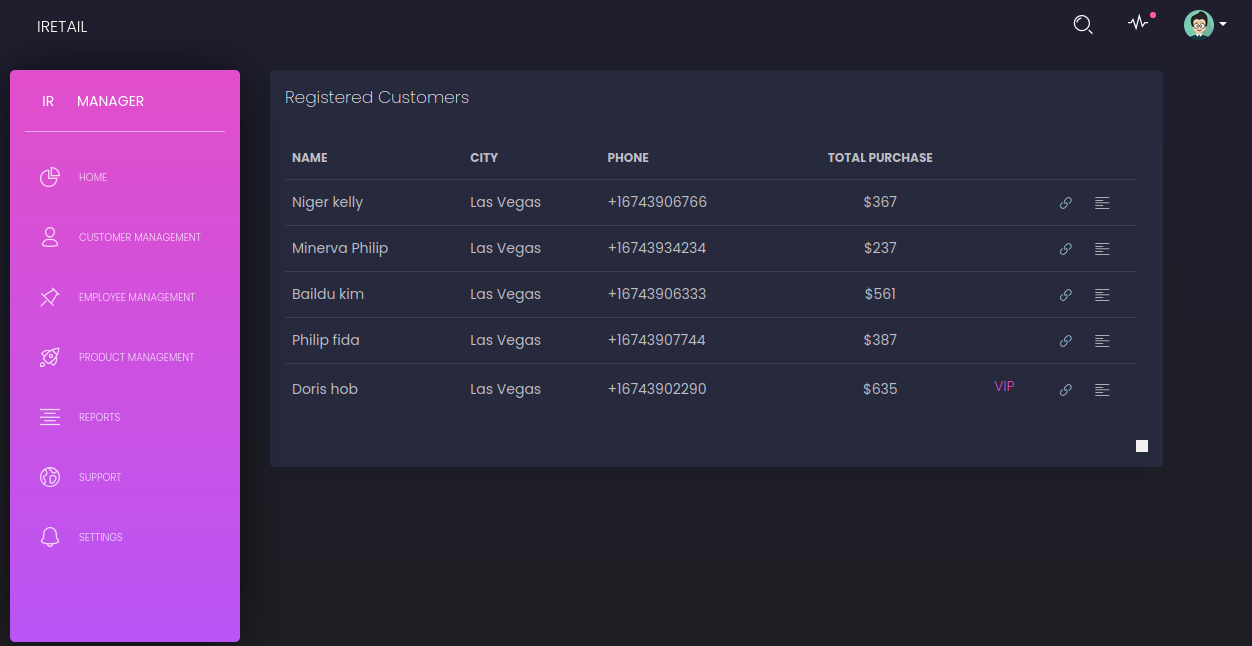 IRETAIL
IR MANAGER
HOME
CUSTOMER MANAGEMENT
EMPLOYEE MANAGEMENT
PRODUCT MANAGEMENT
REPORTS
SUPPORT
SETTINGS
Registered Customers
NAME CITY PHONE TOTAL PURCHASE
Niger kelly Las Vegas +16743906766 $367
Minerva Philip Las Vegas +16743934234 $237
Baildu kim Las Vegas +16743906333 $561
Philip fida Las Vegas +16743907744 $387
Doris hob Las Vegas +16743902290 $635 VIP